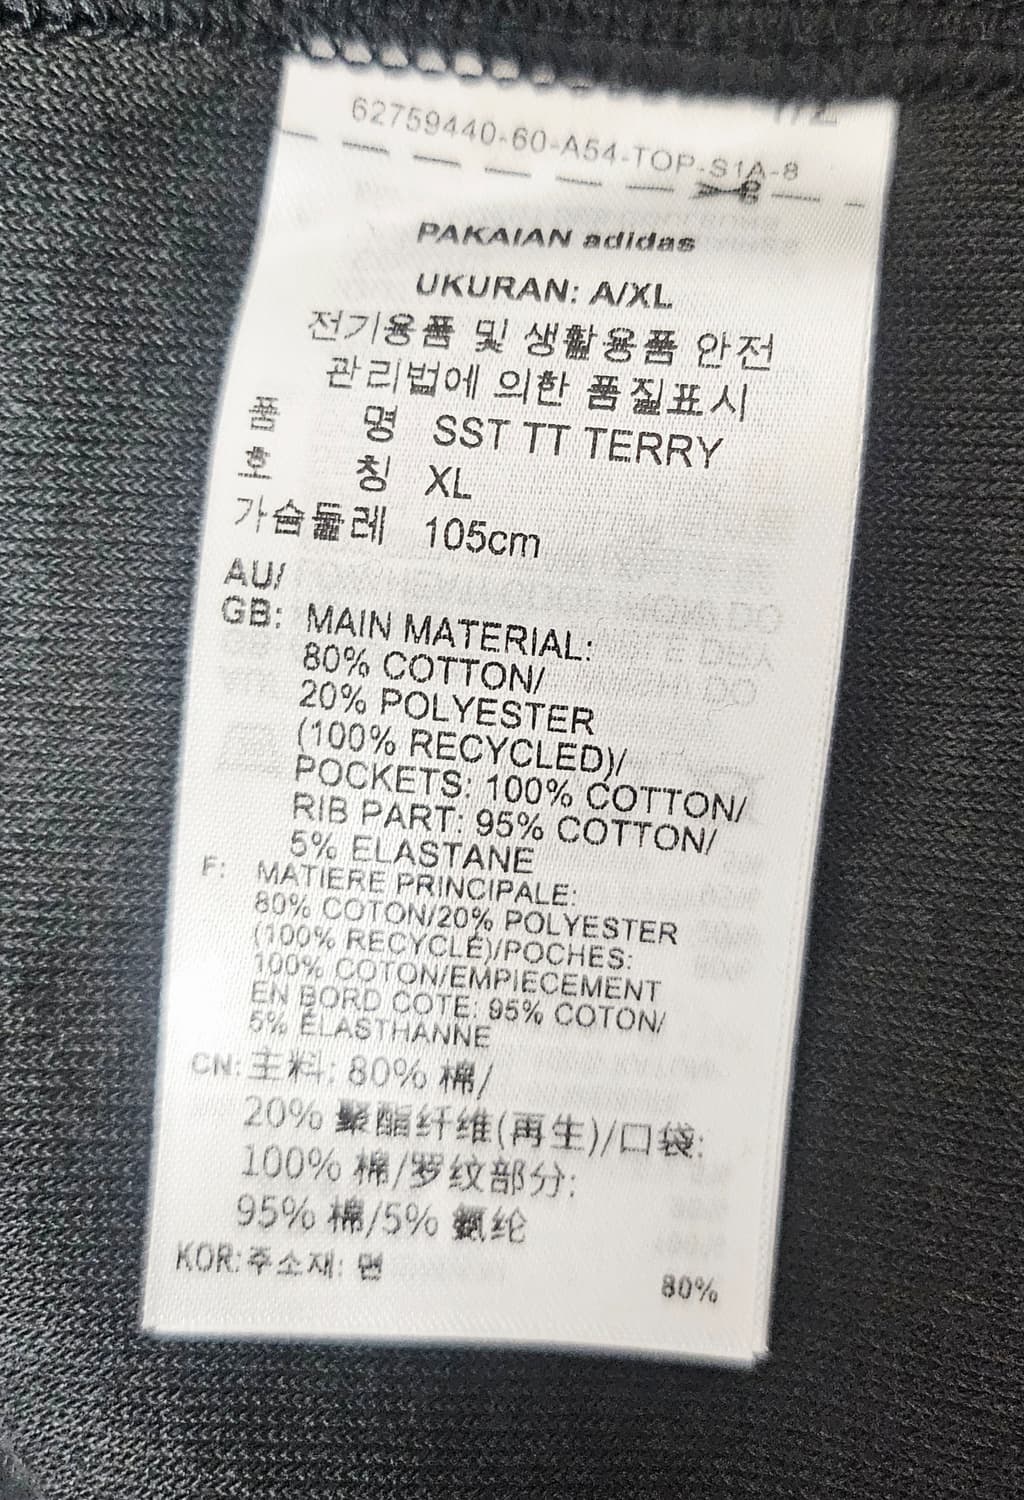 62759440-60-A54-TOP-S1A-8
PAKAIAN adidas
UKURAN: A/XL
전기용품 및 생활용품 안전
관리법에 의한 품질표시
품 명 SST TT TERRY
호 칭 XL
가슴둘레 105cm
AU/
GB: MAIN MATERIAL:
80% COTTON/
20% POLYESTER
(100% RECYCLED)/
POCKETS: 100% COTTON/
RIB PART: 95% COTTON/
5% ELASTANE
F: MATIERE PRINCIPALE:
80% COTON/20% POLYESTER
(100% RECYCLÉ)/POCHES:
100% COTON/EMPIECEMENT
EN BORD COTE: 95% COTON/
5% ÉLASTHANNE
CN: 主料: 80% 棉/
20% 聚酯纤维(再生)/口袋:
100% 棉/罗纹部分:
95% 棉/5% 氨纶
KOR: 주소재: 면 80%